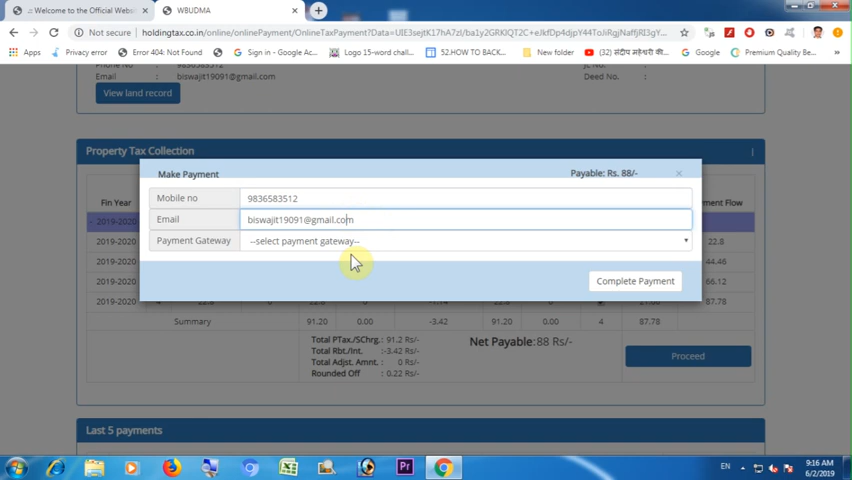 :: Welcome to the Official Websi
WBUDMA
Not secure | holdingtax.co.in/online/onlinePayment/OnlineTaxPayment?Data=
Apps
Privacy error
Error 404: Not Found
Sign in - Google Ac...
Logo 15-word chall...
52.HOW TO BACK...
New folder
(32) संदीप महेश्वरी की...
Google
Premium Quality Be...
Email : biswajit19091@gmail.com
Deed No. :
View land record
Property Tax Collection
Make Payment
Payable: Rs. 88/-
Mobile no
9836583512
Email
biswajit19091@gmail.com
Payment Gateway
--select payment gateway--
Complete Payment
Fin Year
ment Flow
2019-2020
2019-2020 22.8
2019-2020 44.46
2019-2020 66.12
2019-2020 87.78
Summary 91.20 0.00 -3.42 91.20 0.00 4 87.78
Total PTax./SChrg.: 91.2 Rs/-
Total Rbt./Int. :-3.42 Rs/-
Total Adjst. Amnt. : 0 Rs/-
Rounded Off : 0.22 Rs/-
Net Payable:88 Rs/-
Proceed
Last 5 payments
EN
9:16 AM
6/2/2019